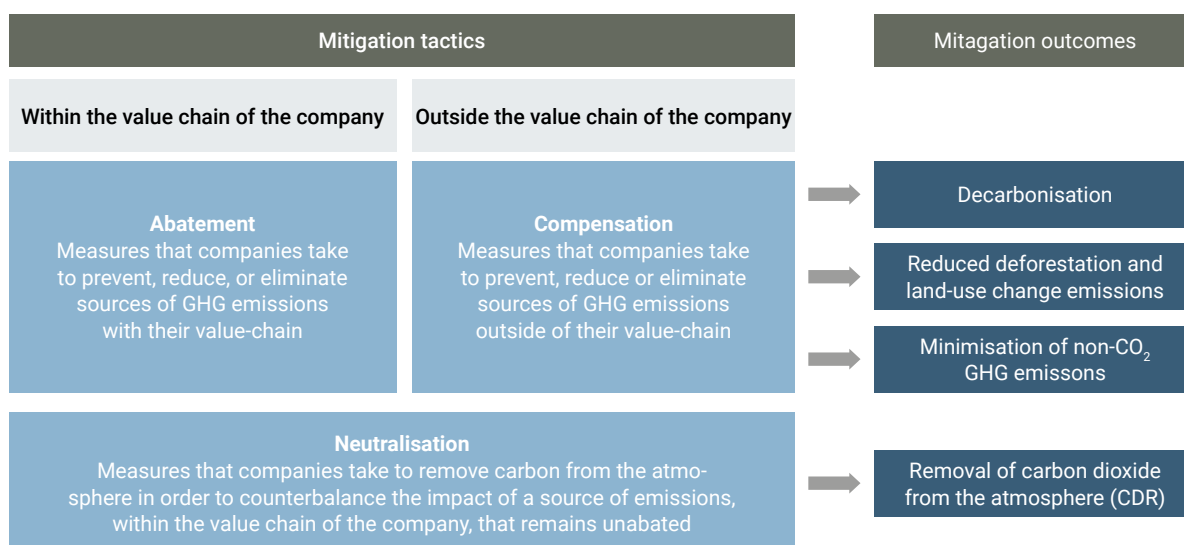 Mitigation tactics
Mitagation outcomes
Within the value chain of the company
Outside the value chain of the company
Abatement
Measures that companies take
to prevent, reduce, or eliminate
sources of GHG emissions
with their value-chain
Compensation
Measures that companies take
to prevent, reduce or eliminate
sources of GHG emissions
outside of their value-chain
Decarbonisation
Reduced deforestation and
land-use change emissions
Minimisation of non-CO₂
GHG emissons
Neutralisation
Measures that companies take to remove carbon from the atmo-
sphere in order to counterbalance the impact of a source of emissions,
within the value chain of the company, that remains unabated
Removal of carbon dioxide
from the atmosphere (CDR)